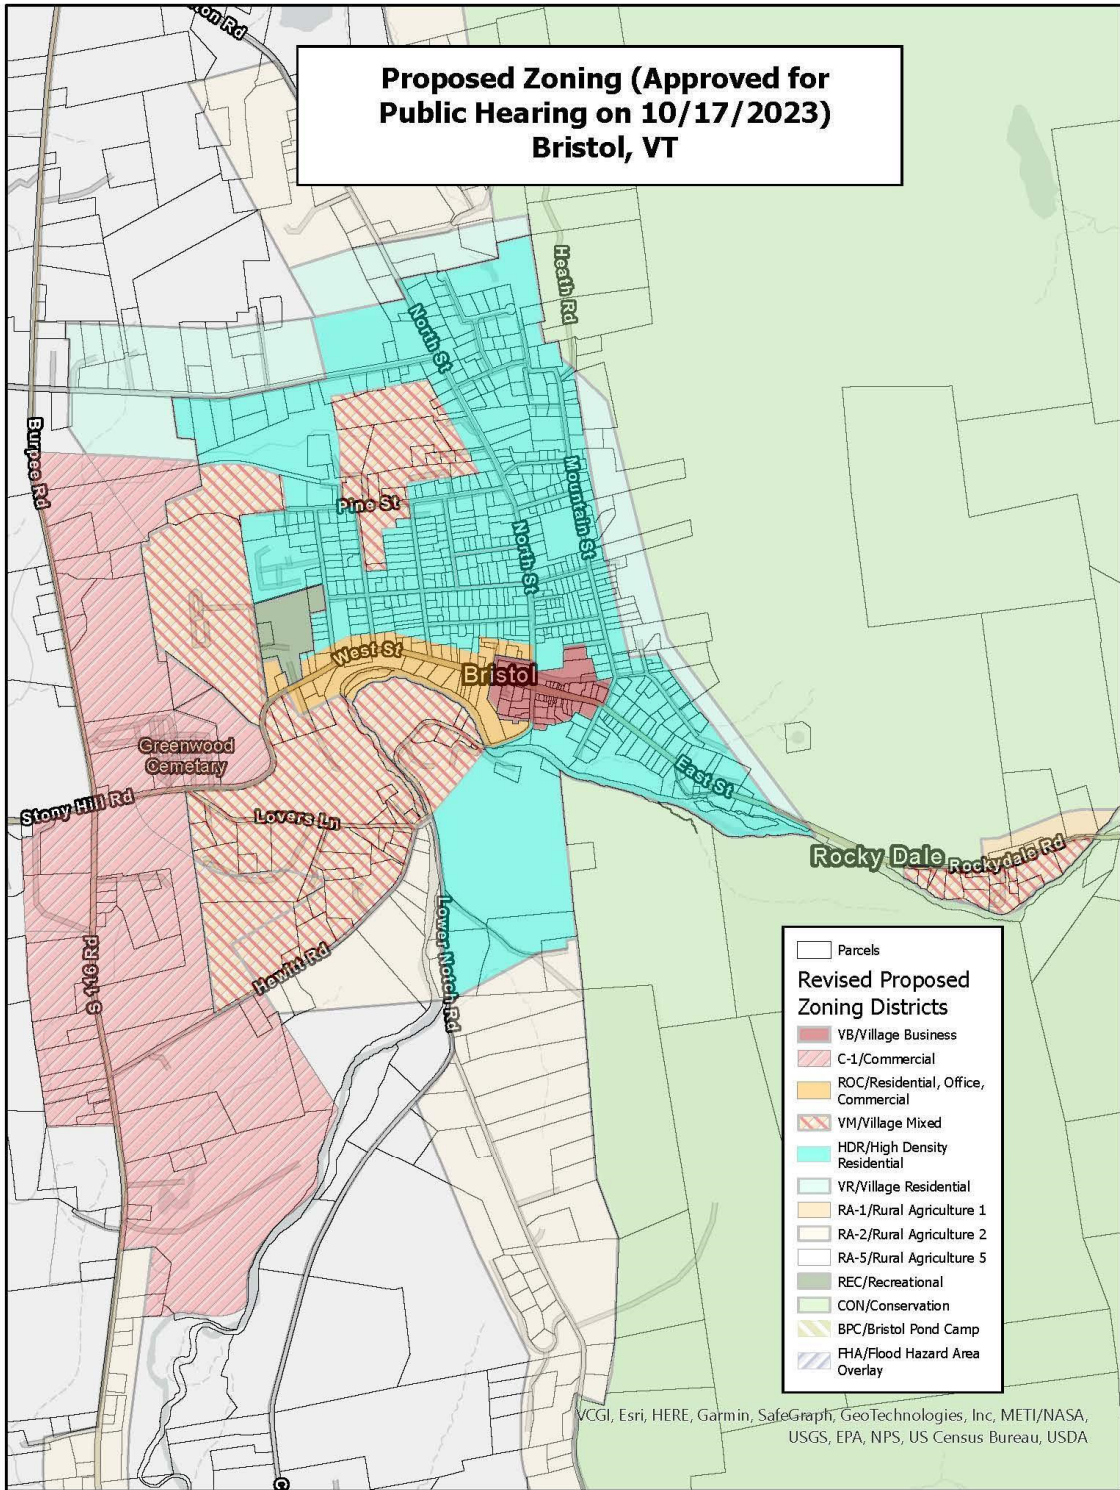 Proposed Zoning (Approved for
Public Hearing on 10/17/2023)
Bristol, VT
Heath Rd
North St
Burpee Rd
Mountain St
Pine St
North St
West St
Bristol
Greenwood
Cemetary
East St
Stony Hill Rd
Lovers Ln
Rocky Dale
Rockydale Rd
Lower Notch Rd
S 116 Rd
Hewitt Rd
Parcels
Revised Proposed
Zoning Districts
VB/Village Business
C-1/Commercial
ROC/Residential, Office,
Commercial
VM/Village Mixed
HDR/High Density
Residential
VR/Village Residential
RA-1/Rural Agriculture 1
RA-2/Rural Agriculture 2
RA-5/Rural Agriculture 5
REC/Recreational
CON/Conservation
BPC/Bristol Pond Camp
FHA/Flood Hazard Area
Overlay
VCGI, Esri, HERE, Garmin, SafeGraph, GeoTechnologies, Inc, METI/NASA,
USGS, EPA, NPS, US Census Bureau, USDA